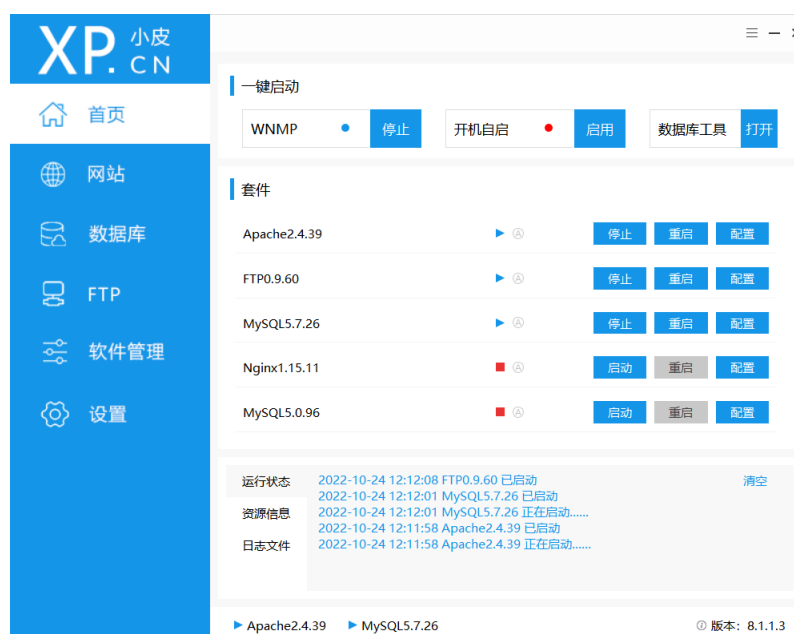 XP.CN 小皮
首页
网站
数据库
FTP
软件管理
设置
一键启动
WNMP 停止 开机自启 启用 数据库工具 打开
套件
Apache2.4.39 停止 重启 配置
FTP0.9.60 停止 重启 配置
MySQL5.7.26 停止 重启 配置
Nginx1.15.11 启动 重启 配置
MySQL5.0.96 启动 重启 配置
运行状态
资源信息
日志文件
2022-10-24 12:12:08 FTP0.9.60 已启动 清空
2022-10-24 12:12:01 MySQL5.7.26 已启动
2022-10-24 12:12:01 MySQL5.7.26 正在启动......
2022-10-24 12:11:58 Apache2.4.39 已启动
2022-10-24 12:11:58 Apache2.4.39 正在启动......
Apache2.4.39 MySQL5.7.26 版本：8.1.1.3